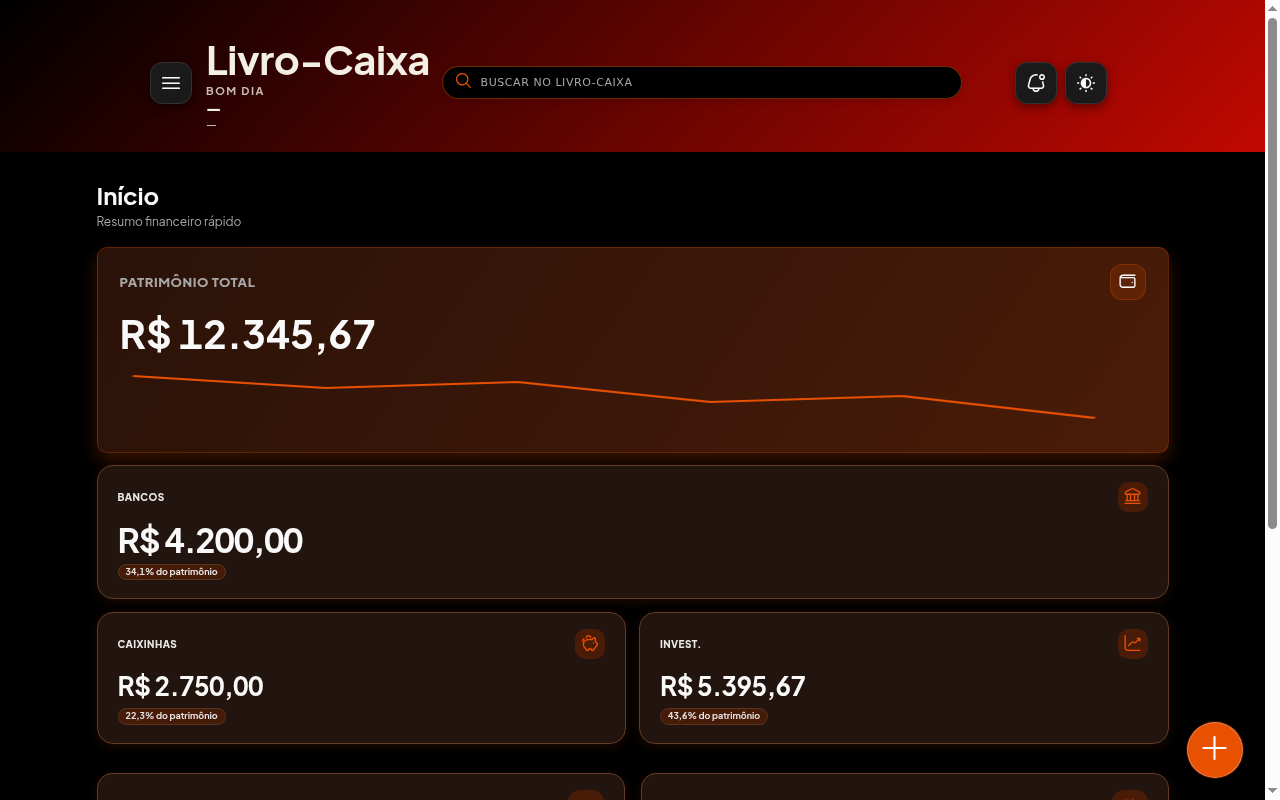 Livro-Caixa
BOM DIA
—
—
BUSCAR NO LIVRO-CAIXA
Início
Resumo financeiro rápido
PATRIMÔNIO TOTAL
R$ 12.345,67
BANCOS
R$ 4.200,00
34,1% do patrimônio
CAIXINHAS
R$ 2.750,00
22,3% do patrimônio
INVEST.
R$ 5.395,67
43,6% do patrimônio